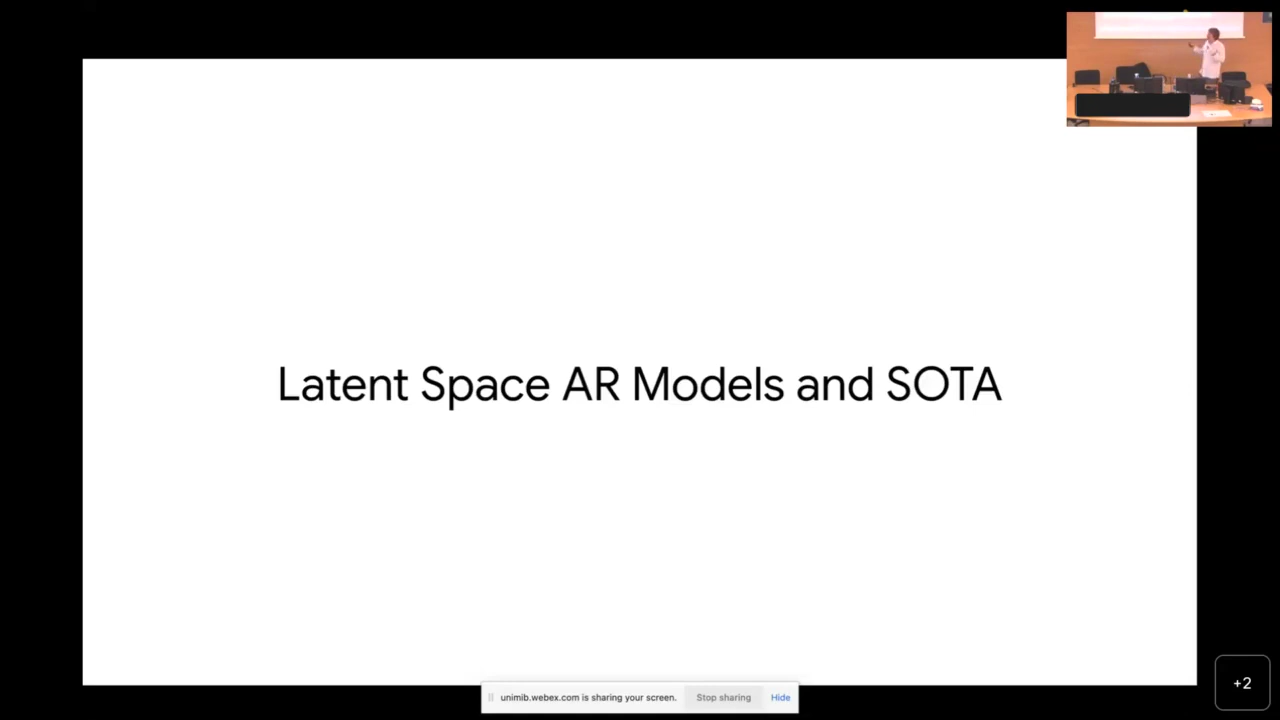 Latent Space AR Models and SOTA
unimib.webex.com is sharing your screen. Stop sharing Hide
+2